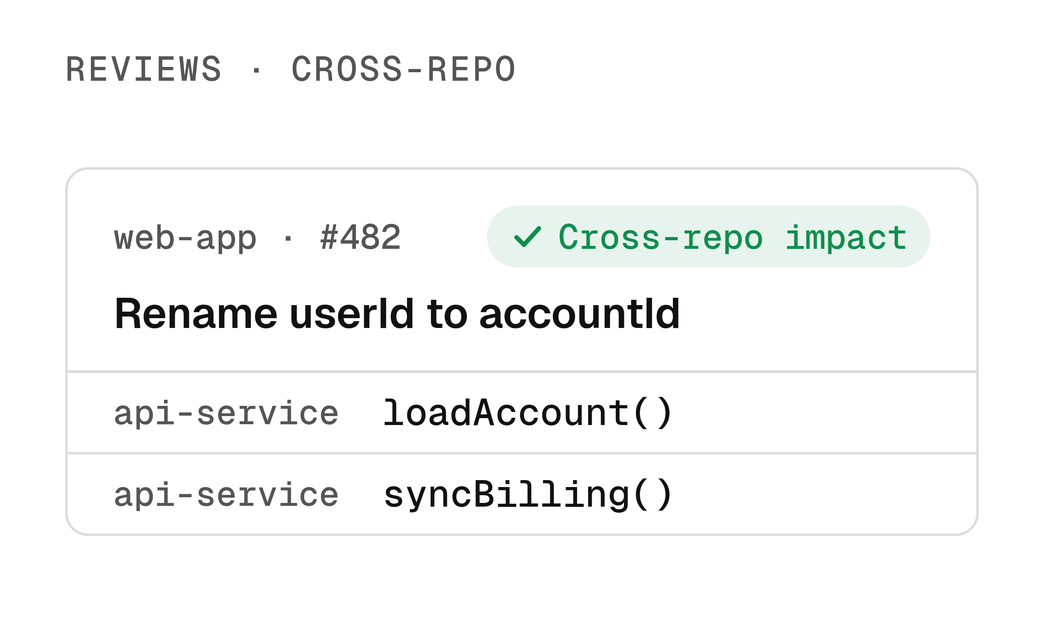 REVIEWS · CROSS-REPO
web-app · #482
Cross-repo impact
Rename userId to accountId
api-service loadAccount()
api-service syncBilling()